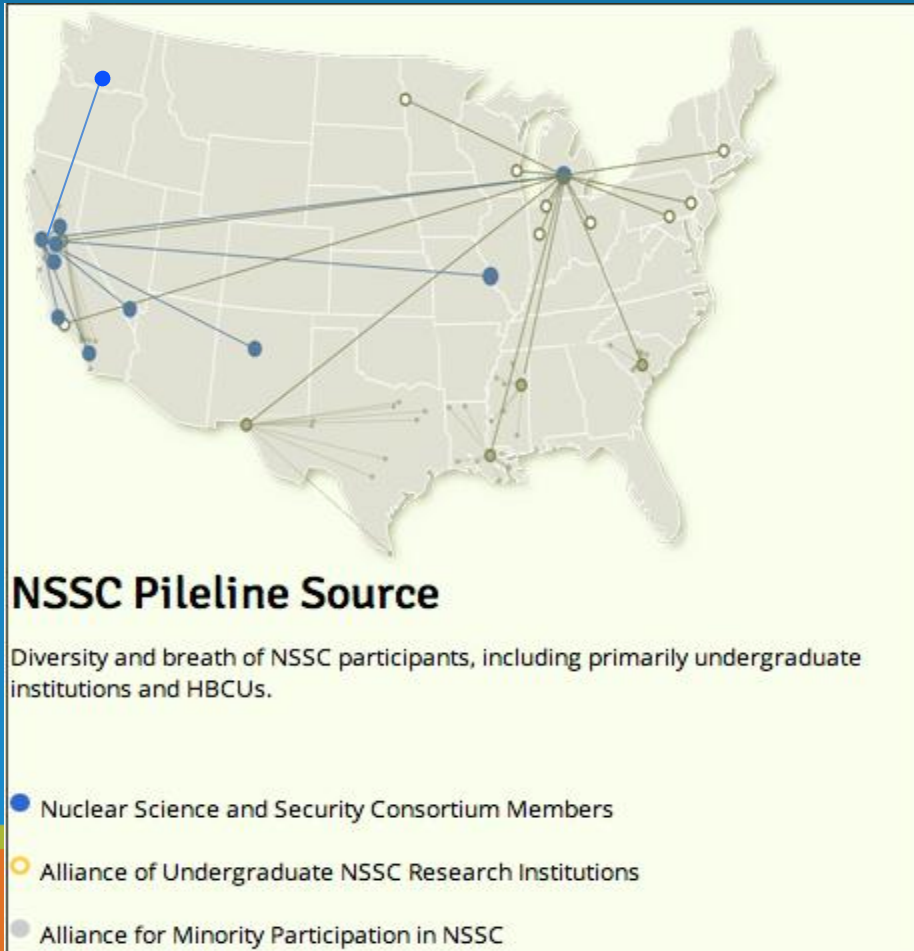 NSSC Pileline Source
Diversity and breath of NSSC participants, including primarily undergraduate
institutions and HBCUs.
Nuclear Science and Security Consortium Members
Alliance of Undergraduate NSSC Research Institutions
Alliance for Minority Participation in NSSC